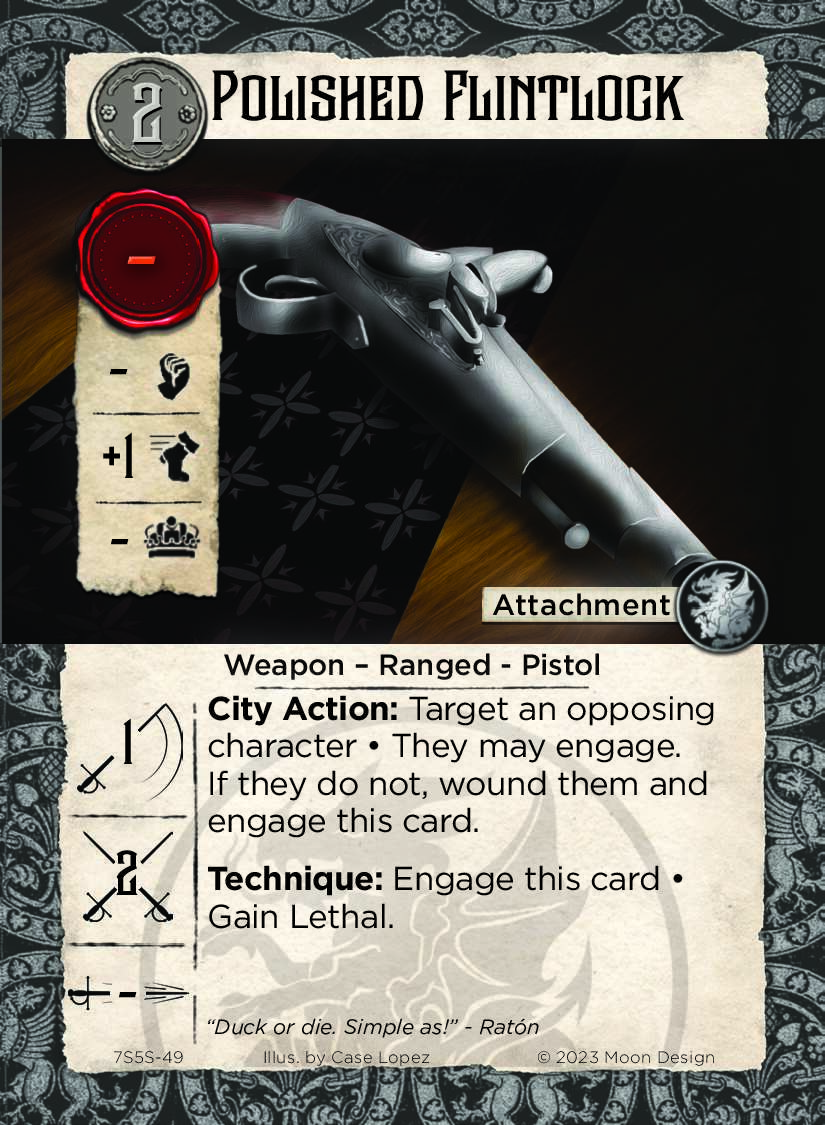 2 POLISHED FLINTLOCK
-
-
+1
-
Attachment
Weapon – Ranged - Pistol
1
City Action: Target an opposing
character • They may engage.
If they do not, wound them and
engage this card.
2
Technique: Engage this card •
Gain Lethal.
-
“Duck or die. Simple as!” - Ratón
7S5S-49 Illus. by Case Lopez © 2023 Moon Design